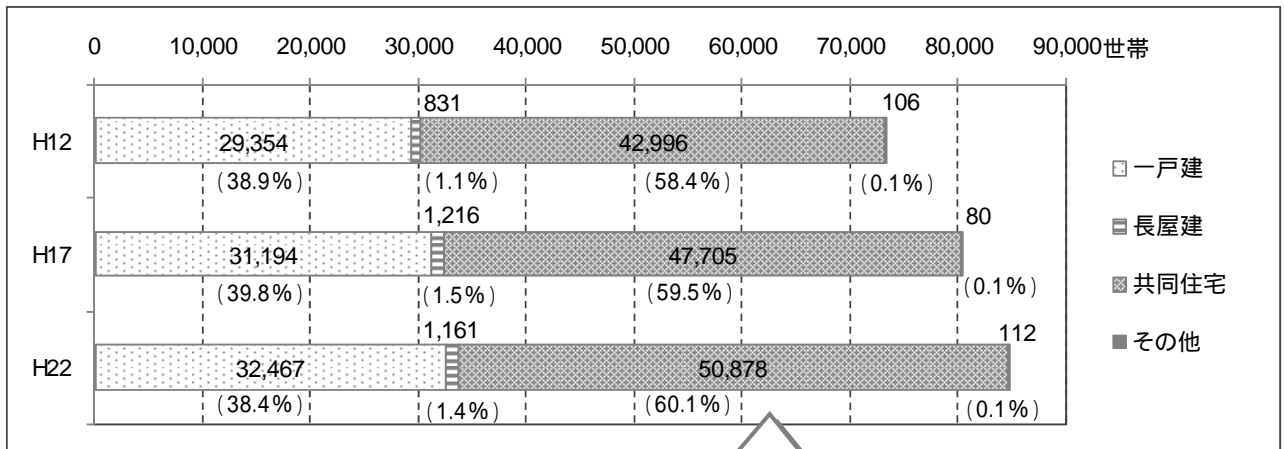 0 10,000 20,000 30,000 40,000 50,000 60,000 70,000 80,000 90,000世帯
831 106
H12 29,354 42,996
(38.9%) (1.1%) (58.4%) (0.1%)
1,216 80
H17 31,194 47,705
(39.8%) (1.5%) (59.5%) (0.1%)
1,161 112
H22 32,467 50,878
(38.4%) (1.4%) (60.1%) (0.1%)
一戸建
長屋建
共同住宅
その他